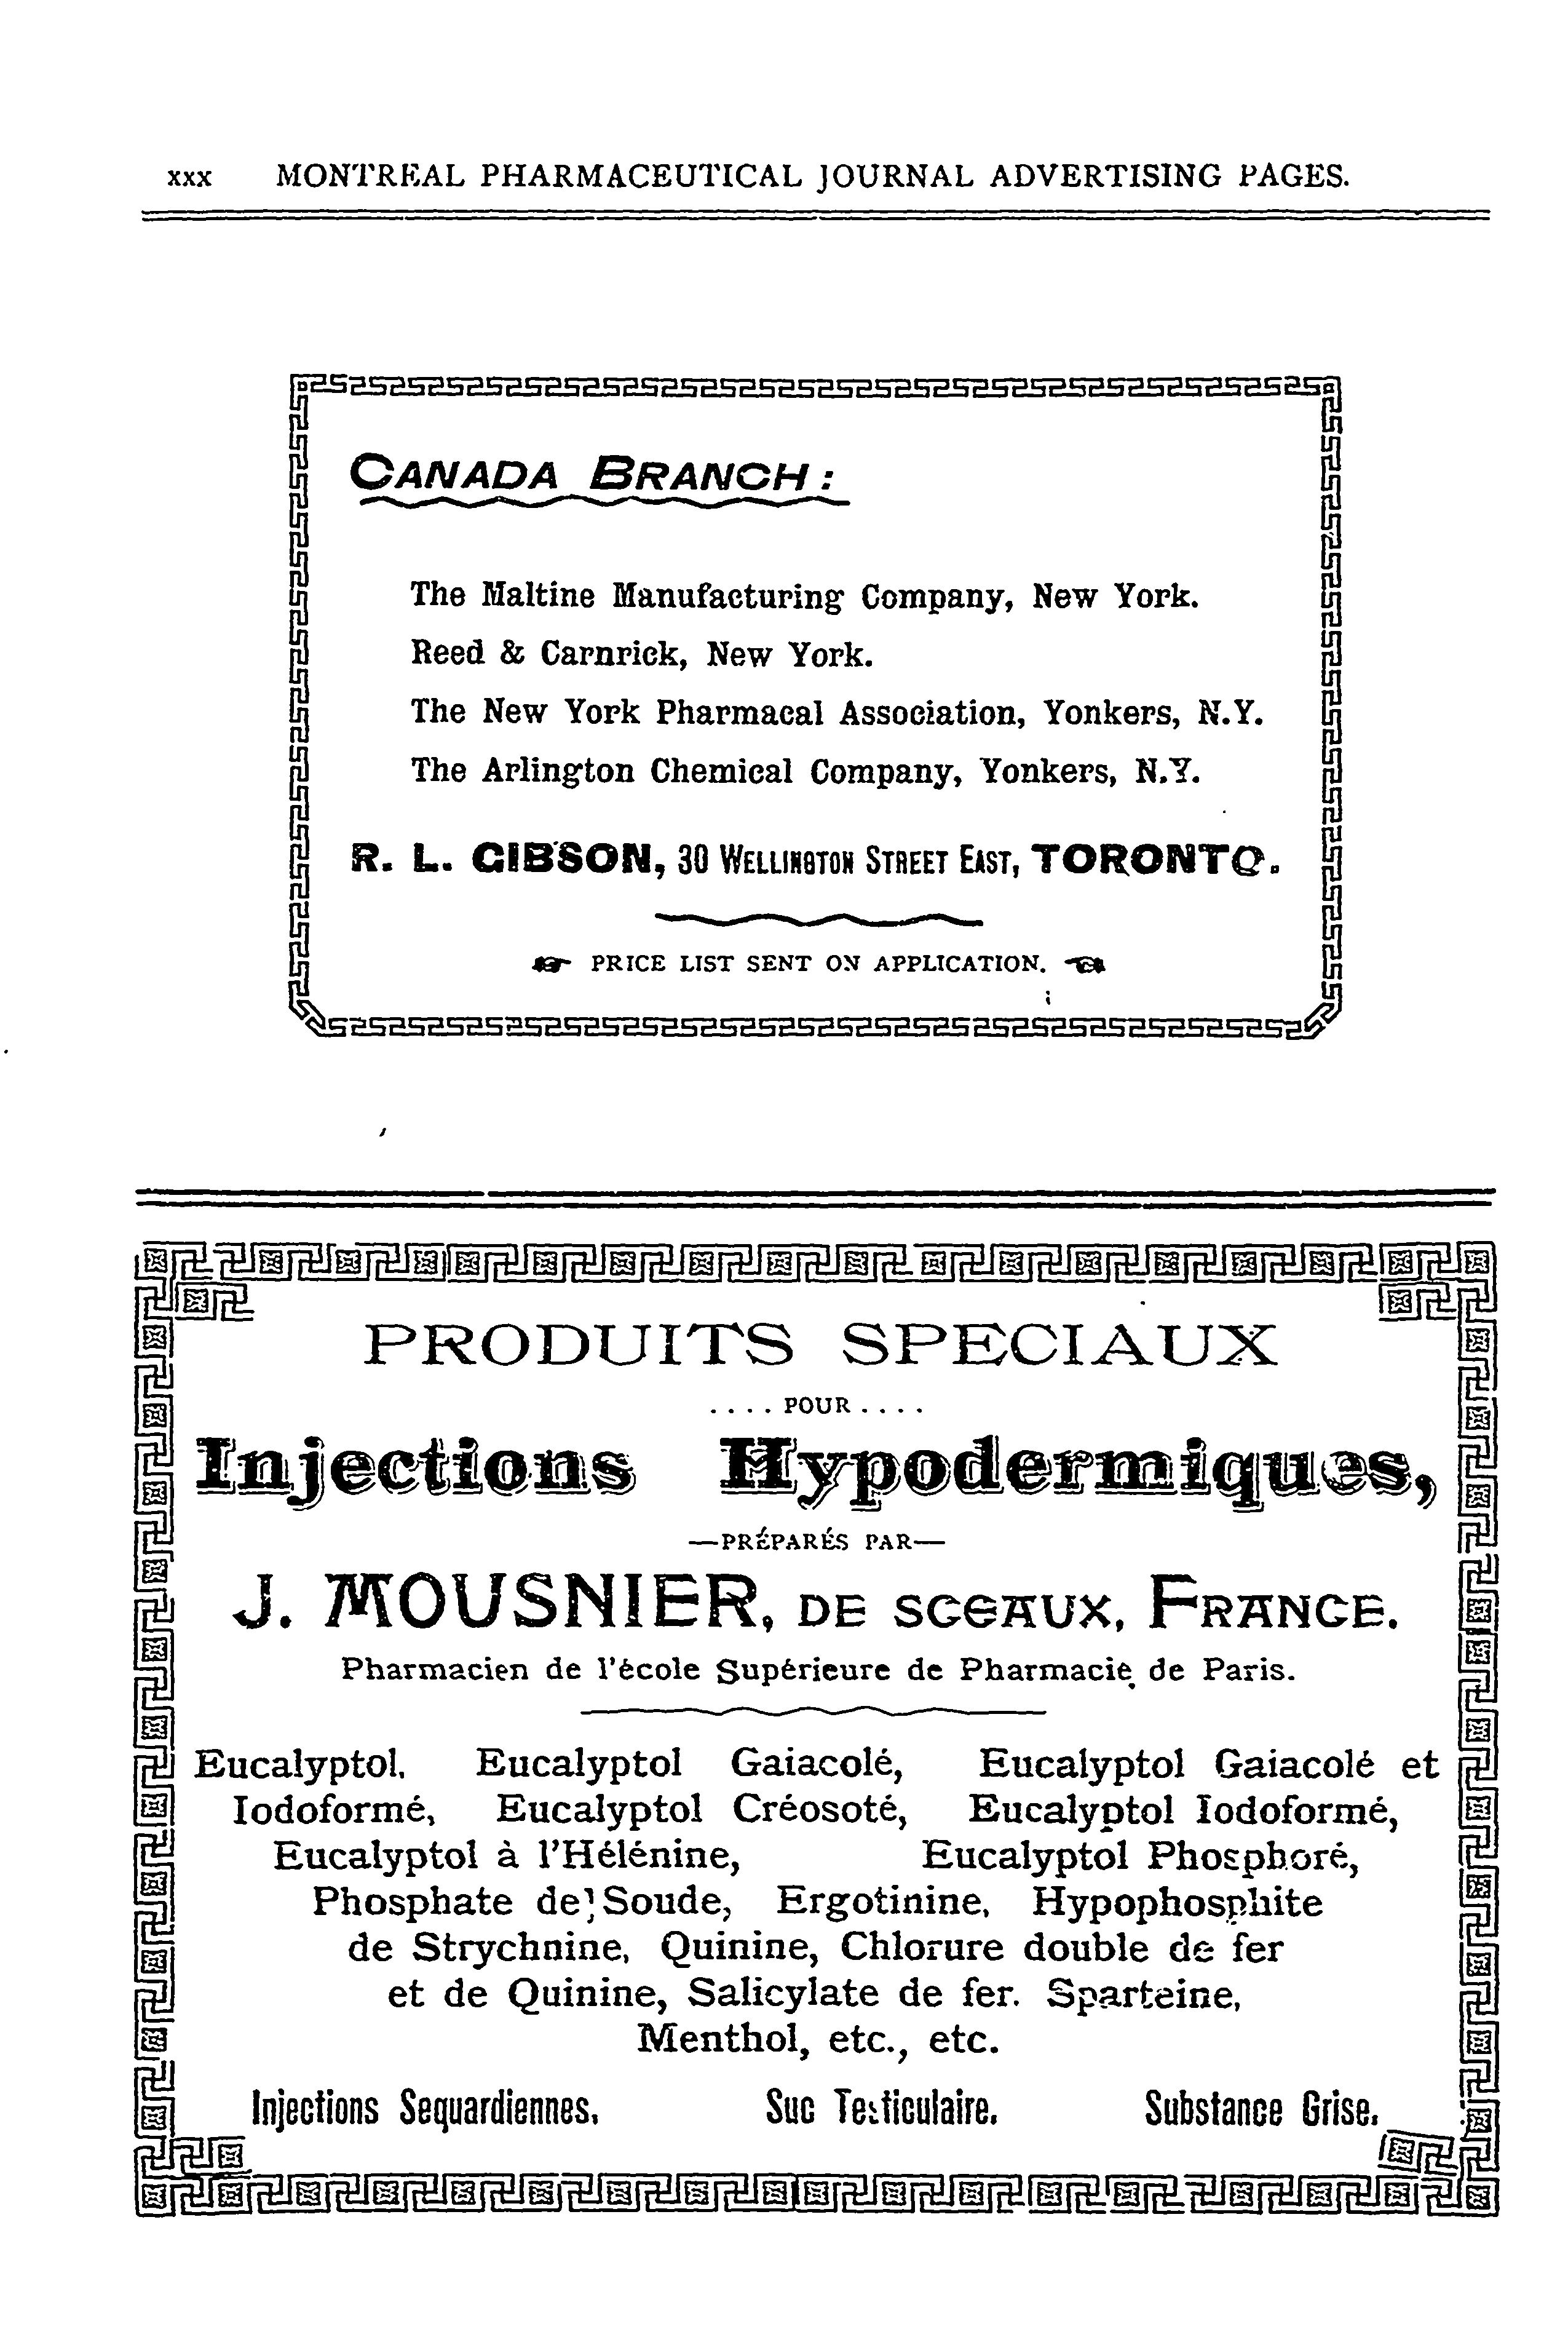 xxx MONTREAL PHARMACEUTICAL JOURNAL ADVERTISING PAGES.
CANADA BRANCH:
The Maltine Manufacturing Company, New York.
Reed & Carnrick, New York.
The New York Pharmacal Association, Yonkers, N.Y.
The Arlington Chemical Company, Yonkers, N.Y.
R. L. GIBSON, 30 WELLINGTON STREET EAST, TORONTO.
☛ PRICE LIST SENT ON APPLICATION. ☚
PRODUITS SPECIAUX
.... POUR ....
Injections Hypodermiques,
—PRÉPARÉS PAR—
J. MOUSNIER, DE SCEAUX, FRANCE.
Pharmacien de l'école Supérieure de Pharmacie de Paris.
Eucalyptol, Eucalyptol Gaiacolé, Eucalyptol Gaiacolé et
Iodoformé, Eucalyptol Créosoté, Eucalyptol Iodoformé,
Eucalyptol à l'Hélénine, Eucalyptol Phosphoré,
Phosphate de Soude, Ergotinine, Hypophosphite
de Strychnine, Quinine, Chlorure double de fer
et de Quinine, Salicylate de fer. Sparteine,
Menthol, etc., etc.
Injections Sequardiennes. Suc Testiculaire. Substance Grise.